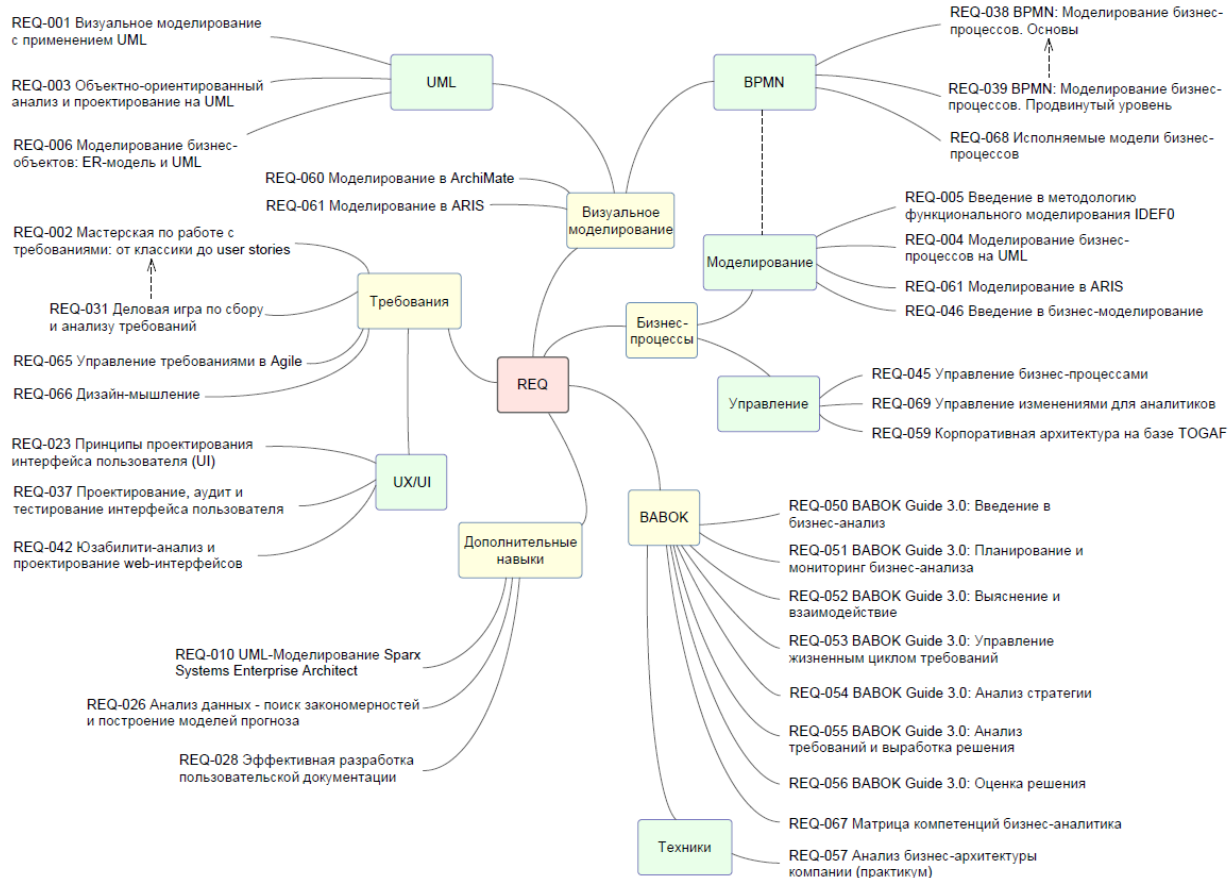 REQ-001 Визуальное моделирование
с применением UML
REQ-003 Объектно-ориентированный
анализ и проектирование на UML
REQ-006 Моделирование бизнес-
объектов: ER-модель и UML
UML
REQ-060 Моделирование в ArchiMate
REQ-061 Моделирование в ARIS
Визуальное
моделирование
BPMN
REQ-038 BPMN: Моделирование бизнес-
процессов. Основы
REQ-039 BPMN: Моделирование бизнес-
процессов. Продвинутый уровень
REQ-068 Исполняемые модели бизнес-
процессов
REQ-002 Мастерская по работе с
требованиями: от классики до user stories
REQ-031 Деловая игра по сбору
и анализу требований
REQ-065 Управление требованиями в Agile
REQ-066 Дизайн-мышление
Требования
Моделирование
REQ-005 Введение в методологию
функционального моделирования IDEF0
REQ-004 Моделирование бизнес-
процессов на UML
REQ-061 Моделирование в ARIS
REQ-046 Введение в бизнес-моделирование
Бизнес-
процессы
REQ
Управление
REQ-045 Управление бизнес-процессами
REQ-069 Управление изменениями для аналитиков
REQ-059 Корпоративная архитектура на базе TOGAF
REQ-023 Принципы проектирования
интерфейса пользователя (UI)
REQ-037 Проектирование, аудит и
тестирование интерфейса пользователя
REQ-042 Юзабилити-анализ и
проектирование web-интерфейсов
UX/UI
Дополнительные
навыки
REQ-010 UML-Моделирование Sparx
Systems Enterprise Architect
REQ-026 Анализ данных - поиск закономерностей
и построение моделей прогноза
REQ-028 Эффективная разработка
пользовательской документации
BABOK
REQ-050 BABOK Guide 3.0: Введение в
бизнес-анализ
REQ-051 BABOK Guide 3.0: Планирование и
мониторинг бизнес-анализа
REQ-052 BABOK Guide 3.0: Выяснение и
взаимодействие
REQ-053 BABOK Guide 3.0: Управление
жизненным циклом требований
REQ-054 BABOK Guide 3.0: Анализ стратегии
REQ-055 BABOK Guide 3.0: Анализ
требований и выработка решения
REQ-056 BABOK Guide 3.0: Оценка решения
REQ-067 Матрица компетенций бизнес-аналитика
Техники
REQ-057 Анализ бизнес-архитектуры
компании (практикум)